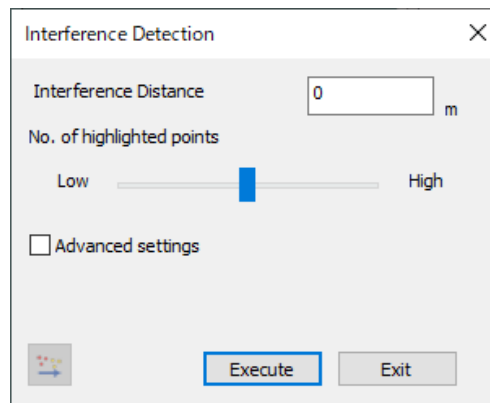 Interference Detection
Interference Distance
0
m
No. of highlighted points
Low High
Advanced settings
Execute Exit